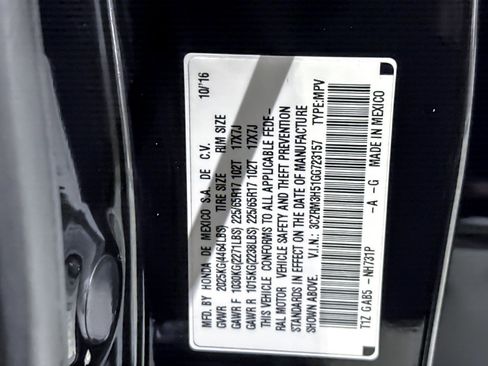 MFD BY HONDA DE MEXICO S.A. DE C.V. 10/'16
GVWR 2025KG(4464LBS) TIRE SIZE RIM SIZE
GAWR F 1030KG(2271LBS) 225/65R17 102T 17X7J
GAWR R 1015KG(2238LBS) 225/65R17 102T 17X7J
THIS VEHICLE CONFORMS TO ALL APPLICABLE FEDE-
RAL MOTOR VEHICLE SAFETY AND THEFT PREVENTION
STANDARDS IN EFFECT ON THE DATE OF MANUFACTURE
SHOWN ABOVE. V.I.N.: 3CZRM3H51GG723157 TYPE:MPV
T1Z GAB5 -NH731P -A -G MADE IN MEXICO